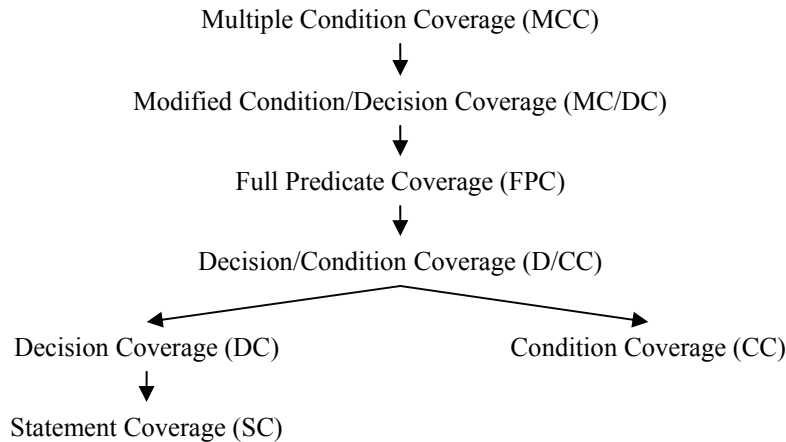 Multiple Condition Coverage (MCC)
Modified Condition/Decision Coverage (MC/DC)
Full Predicate Coverage (FPC)
Decision/Condition Coverage (D/CC)
Decision Coverage (DC)
Condition Coverage (CC)
Statement Coverage (SC)